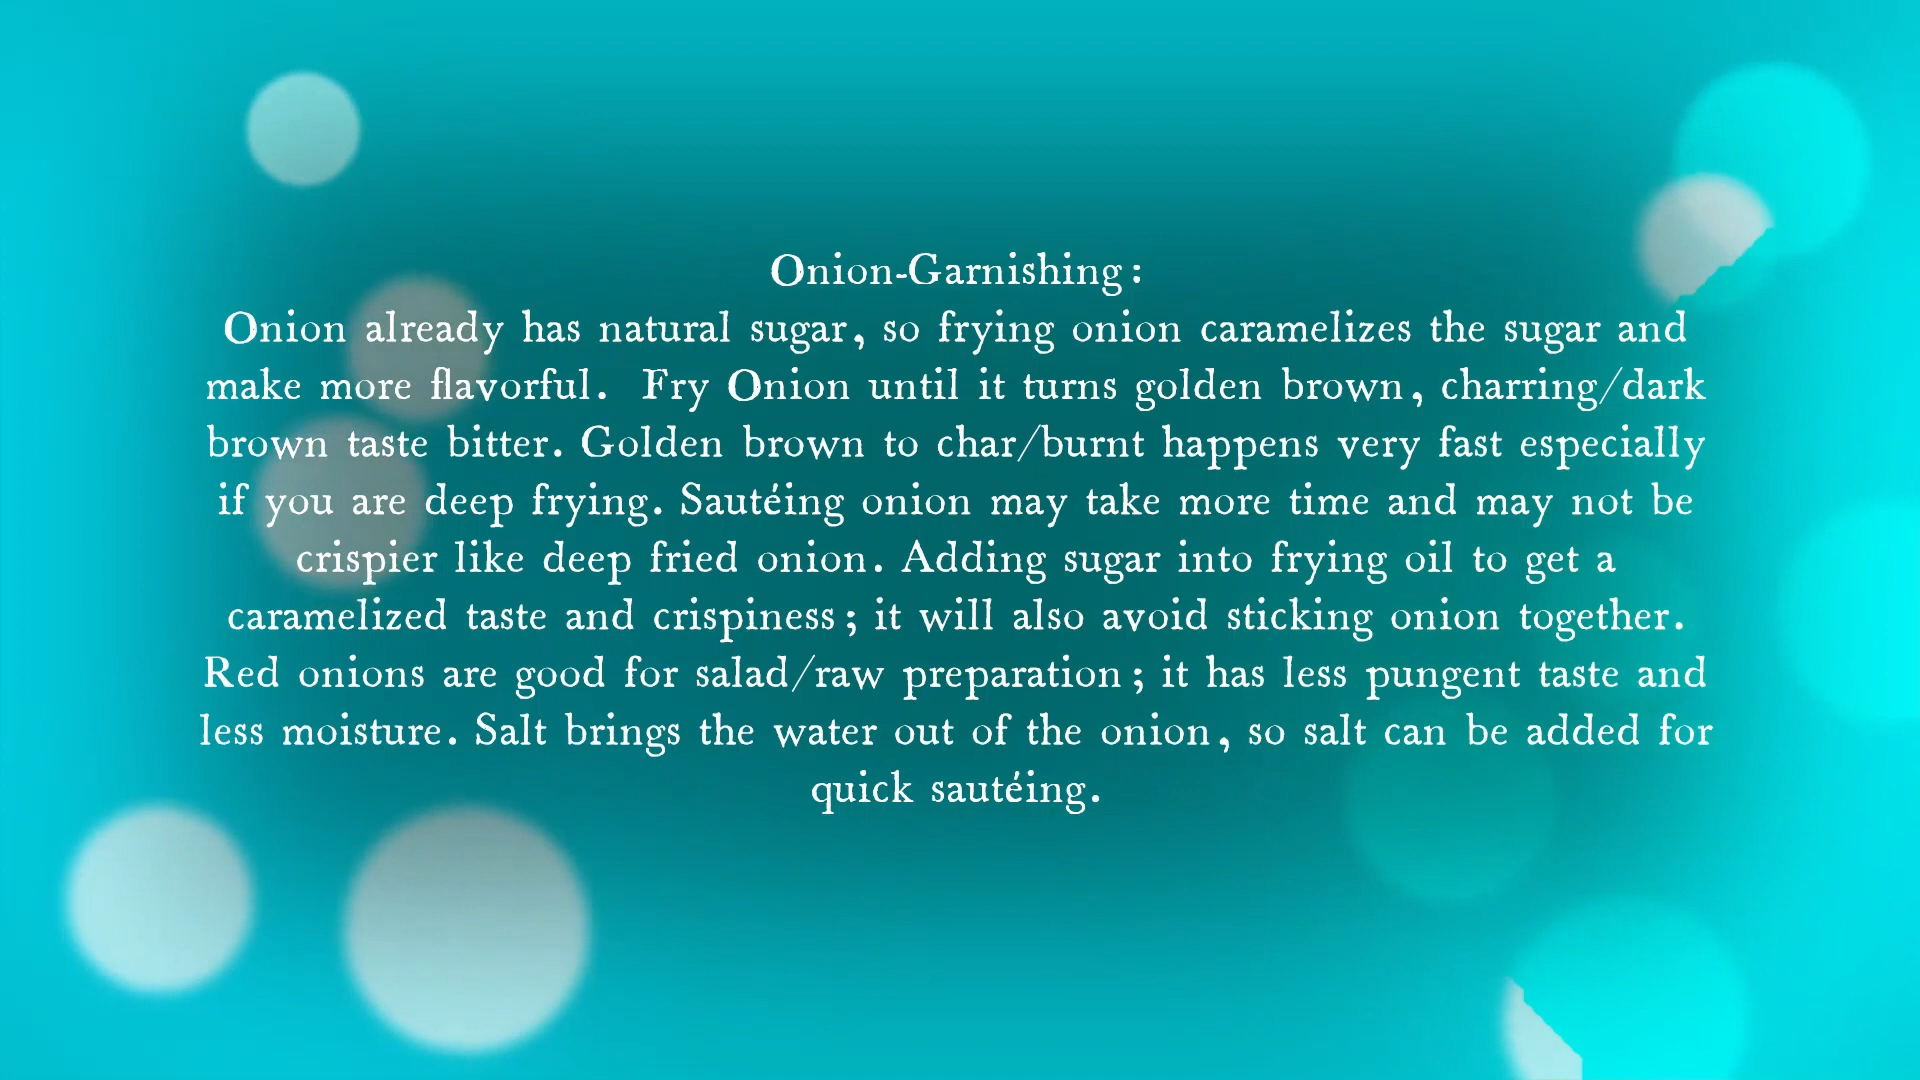 Onion-Garnishing:
Onion already has natural sugar, so frying onion caramelizes the sugar and
make more flavorful.  Fry Onion until it turns golden brown, charring/dark
brown taste bitter. Golden brown to char/burnt happens very fast especially
if you are deep frying. Sautéing onion may take more time and may not be
crispier like deep fried onion. Adding sugar into frying oil to get a
caramelized taste and crispiness; it will also avoid sticking onion together.
Red onions are good for salad/raw preparation; it has less pungent taste and
less moisture. Salt brings the water out of the onion, so salt can be added for
quick sautéing.